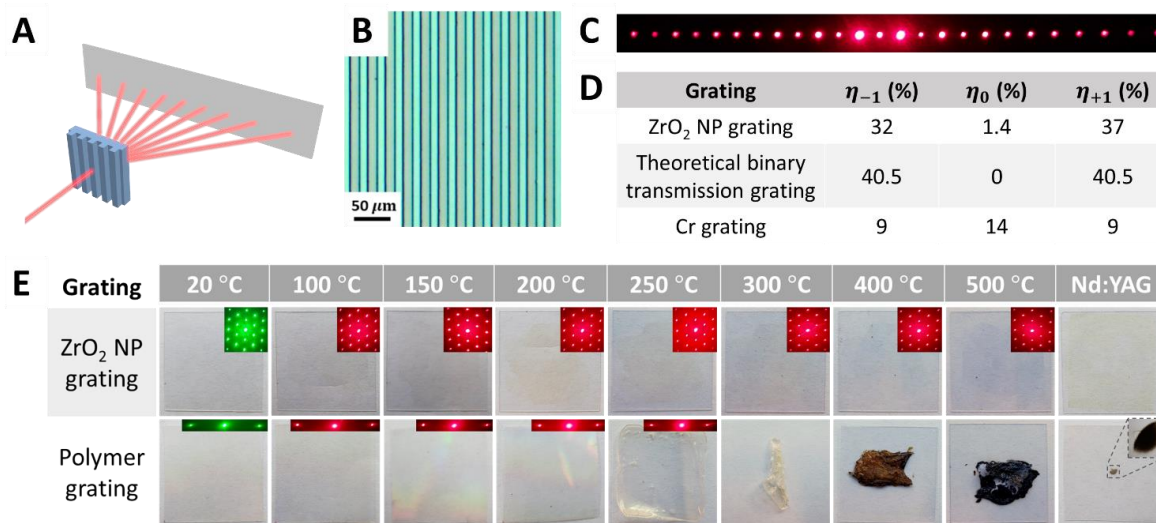 A
B
50 μm
C
D
Grating η₋₁ (%) η₀ (%) η₊₁ (%)
ZrO₂ NP grating 32 1.4 37
Theoretical binary
transmission grating 40.5 0 40.5
Cr grating 9 14 9
E
Grating 20 °C 100 °C 150 °C 200 °C 250 °C 300 °C 400 °C 500 °C Nd:YAG
ZrO₂ NP
grating
Polymer
grating